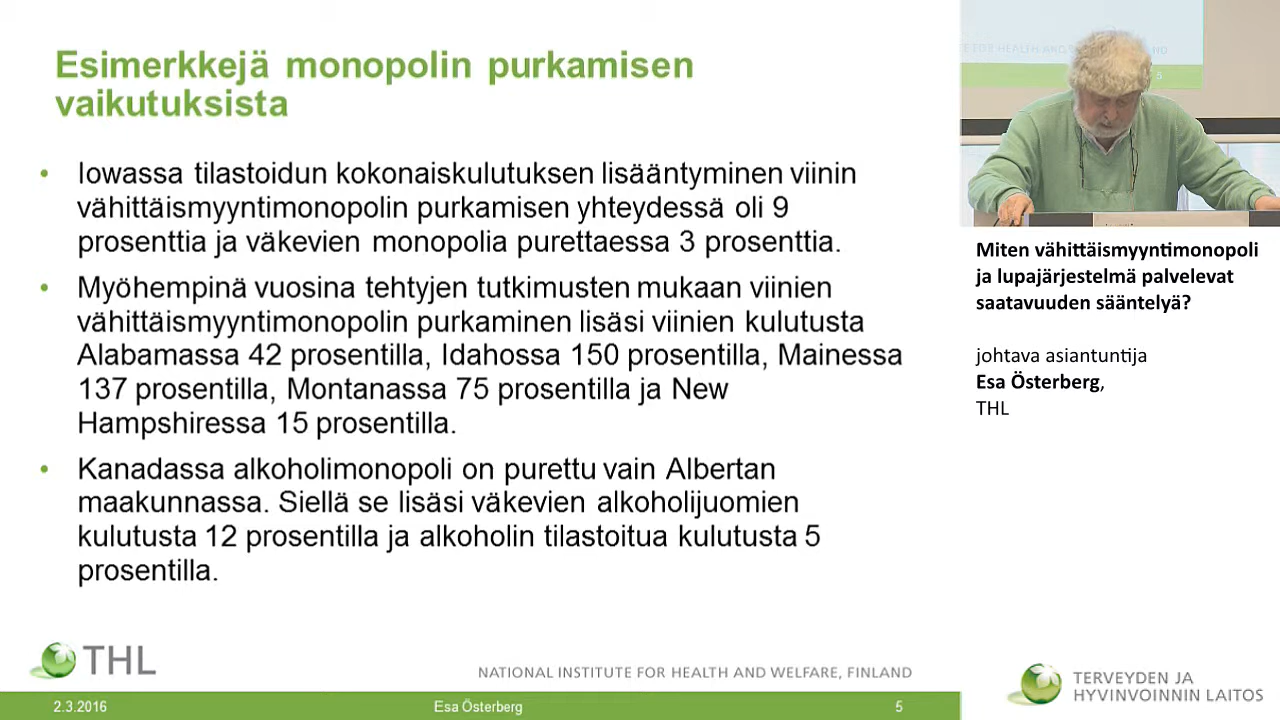 Esimerkkejä monopolin purkamisen
vaikutuksista
• Iowassa tilastoidun kokonaiskulutuksen lisääntyminen viinin
vähittäismyyntimonopolin purkamisen yhteydessä oli 9
prosenttia ja väkevien monopolia purettaessa 3 prosenttia.
• Myöhempinä vuosina tehtyjen tutkimusten mukaan viinien
vähittäismyyntimonopolin purkaminen lisäsi viinien kulutusta
Alabamassa 42 prosentilla, Idahossa 150 prosentilla, Mainessa
137 prosentilla, Montanassa 75 prosentilla ja New
Hampshiressa 15 prosentilla.
• Kanadassa alkoholimonopoli on purettu vain Albertan
maakunnassa. Siellä se lisäsi väkevien alkoholijuomien
kulutusta 12 prosentilla ja alkoholin tilastoitua kulutusta 5
prosentilla.
THL
NATIONAL INSTITUTE FOR HEALTH AND WELFARE, FINLAND
2.3.2016
Esa Österberg
5
5
Miten vähittäismyyntimonopoli
ja lupajärjestelmä palvelevat
saatavuuden sääntelyä?
johtava asiantuntija
Esa Österberg,
THL
TERVEYDEN JA
HYVINVOINNIN LAITOS